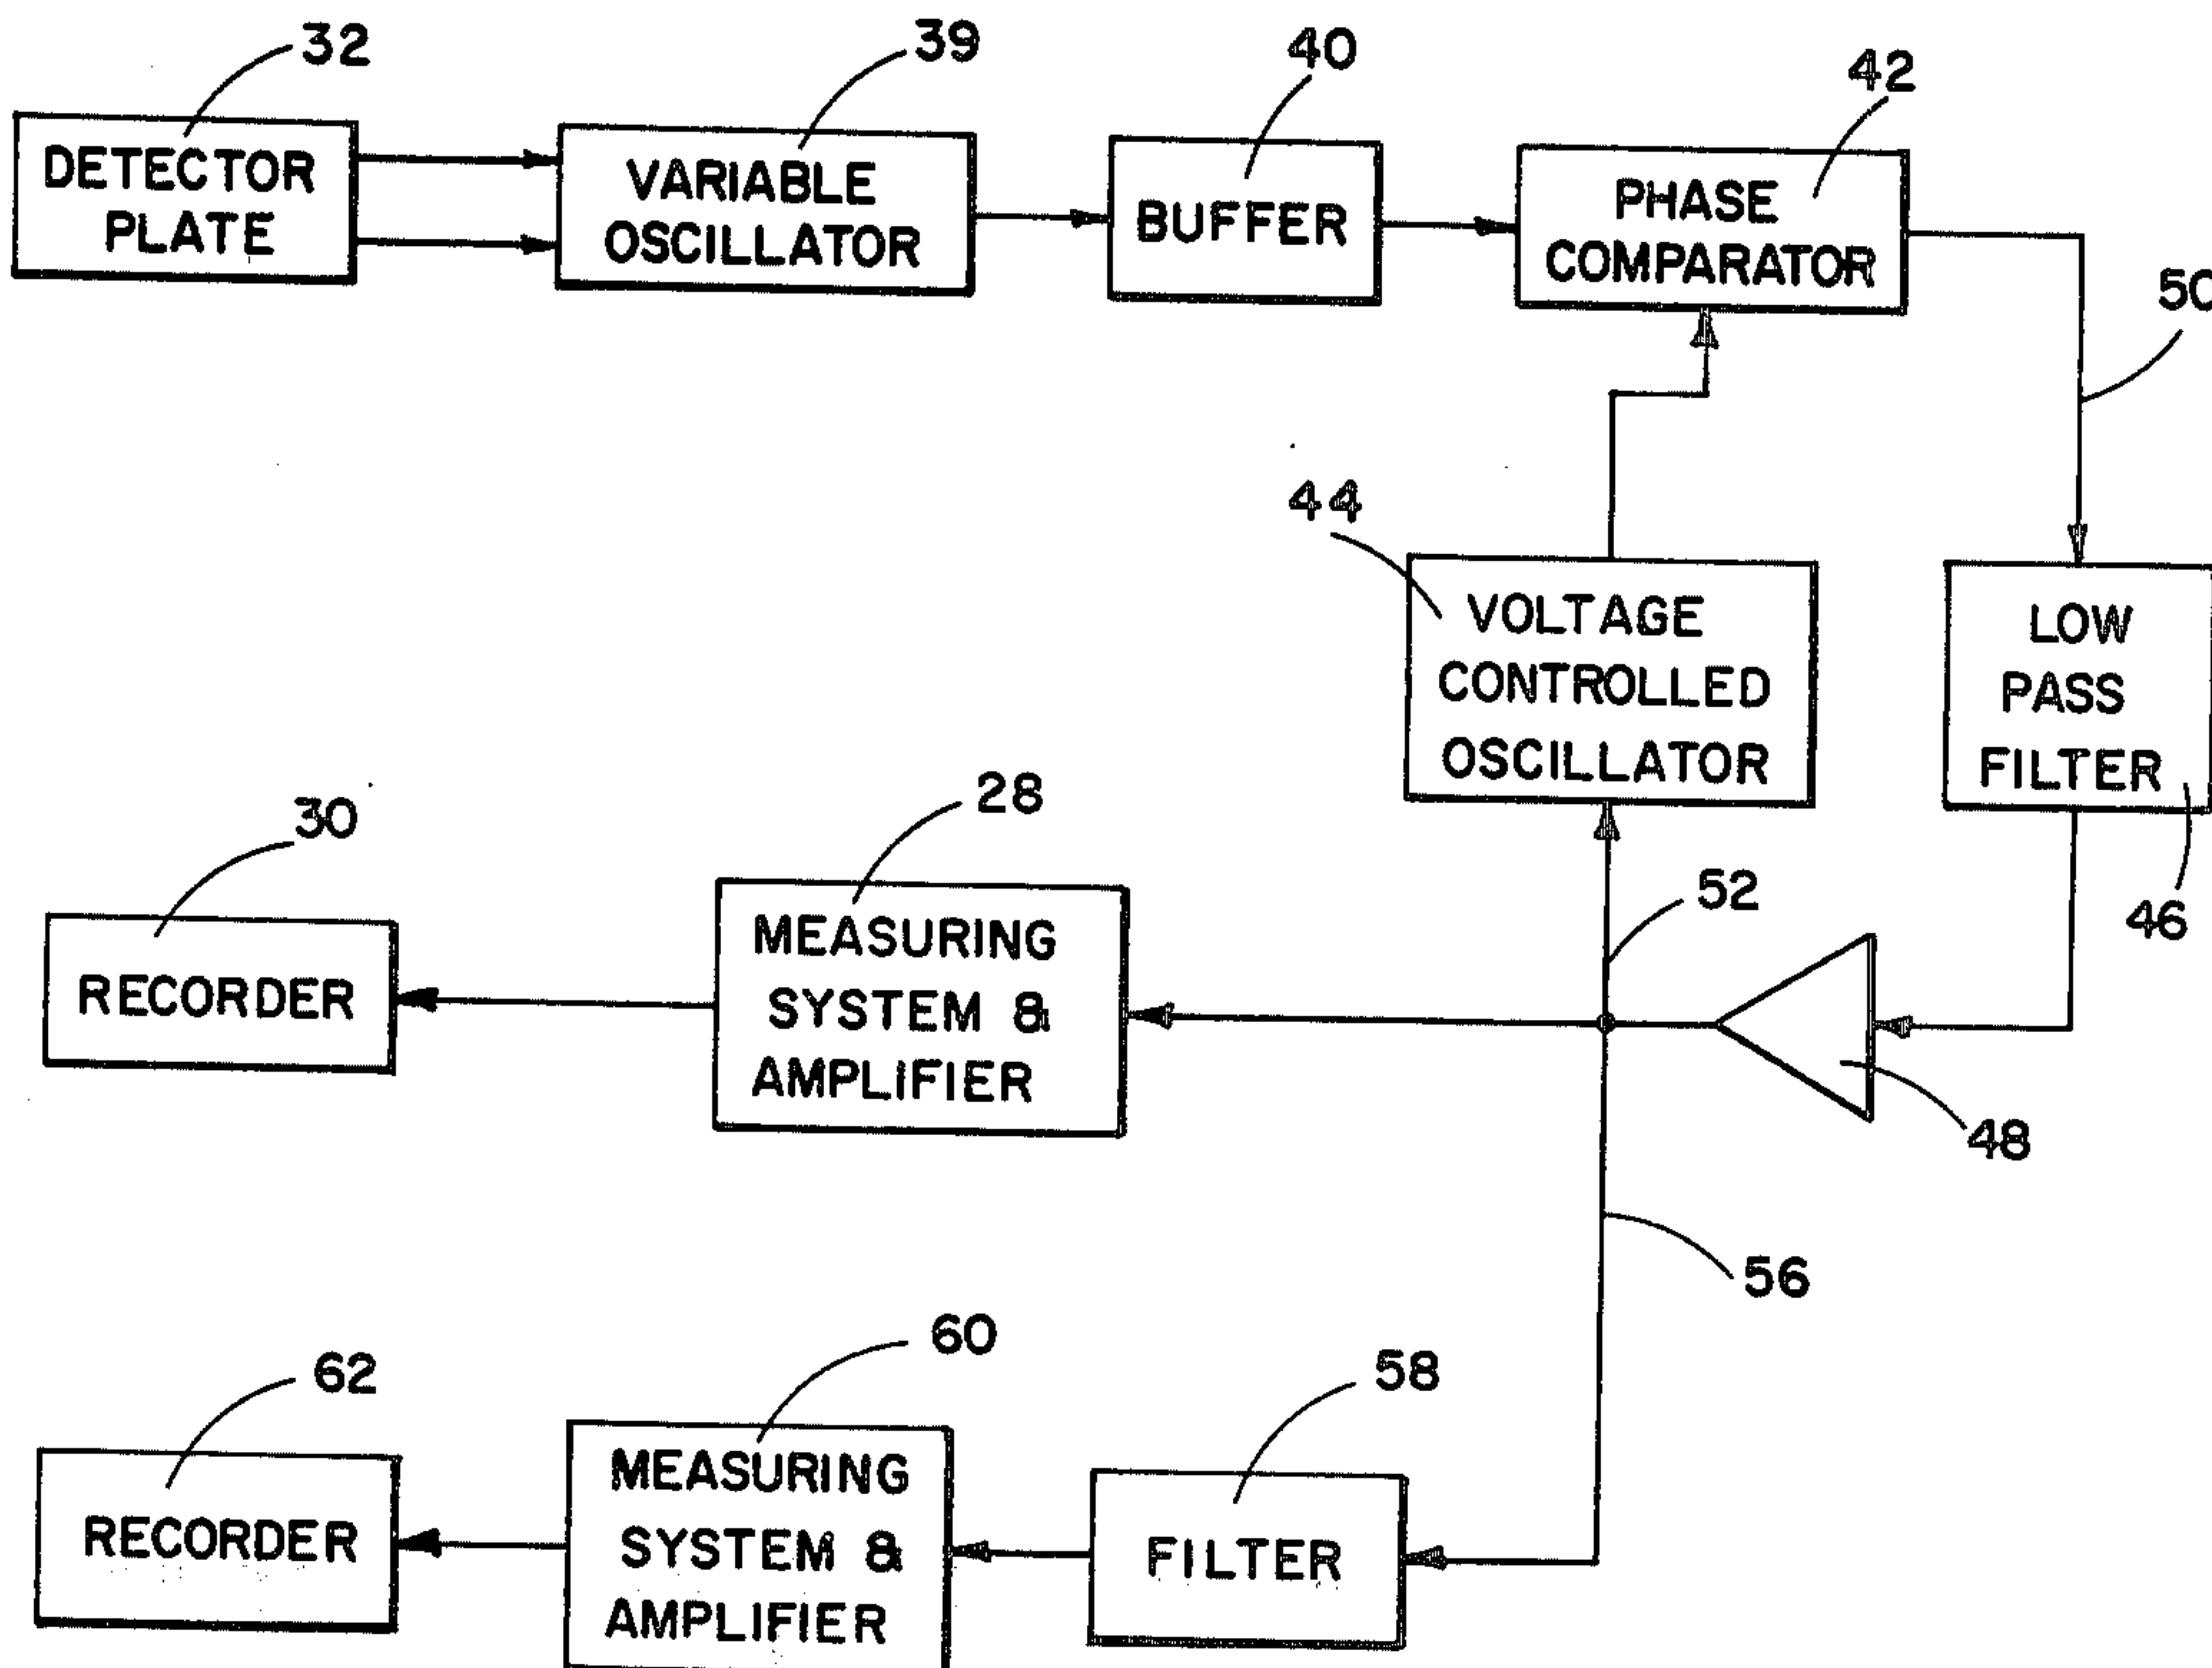 32
39
40
42
DETECTOR
PLATE
VARIABLE
OSCILLATOR
BUFFER
PHASE
COMPARATOR
50
44
VOLTAGE
CONTROLLED
OSCILLATOR
LOW
PASS
FILTER
46
30
28
52
RECORDER
MEASURING
SYSTEM &
AMPLIFIER
48
56
62
60
58
RECORDER
MEASURING
SYSTEM &
AMPLIFIER
FILTER